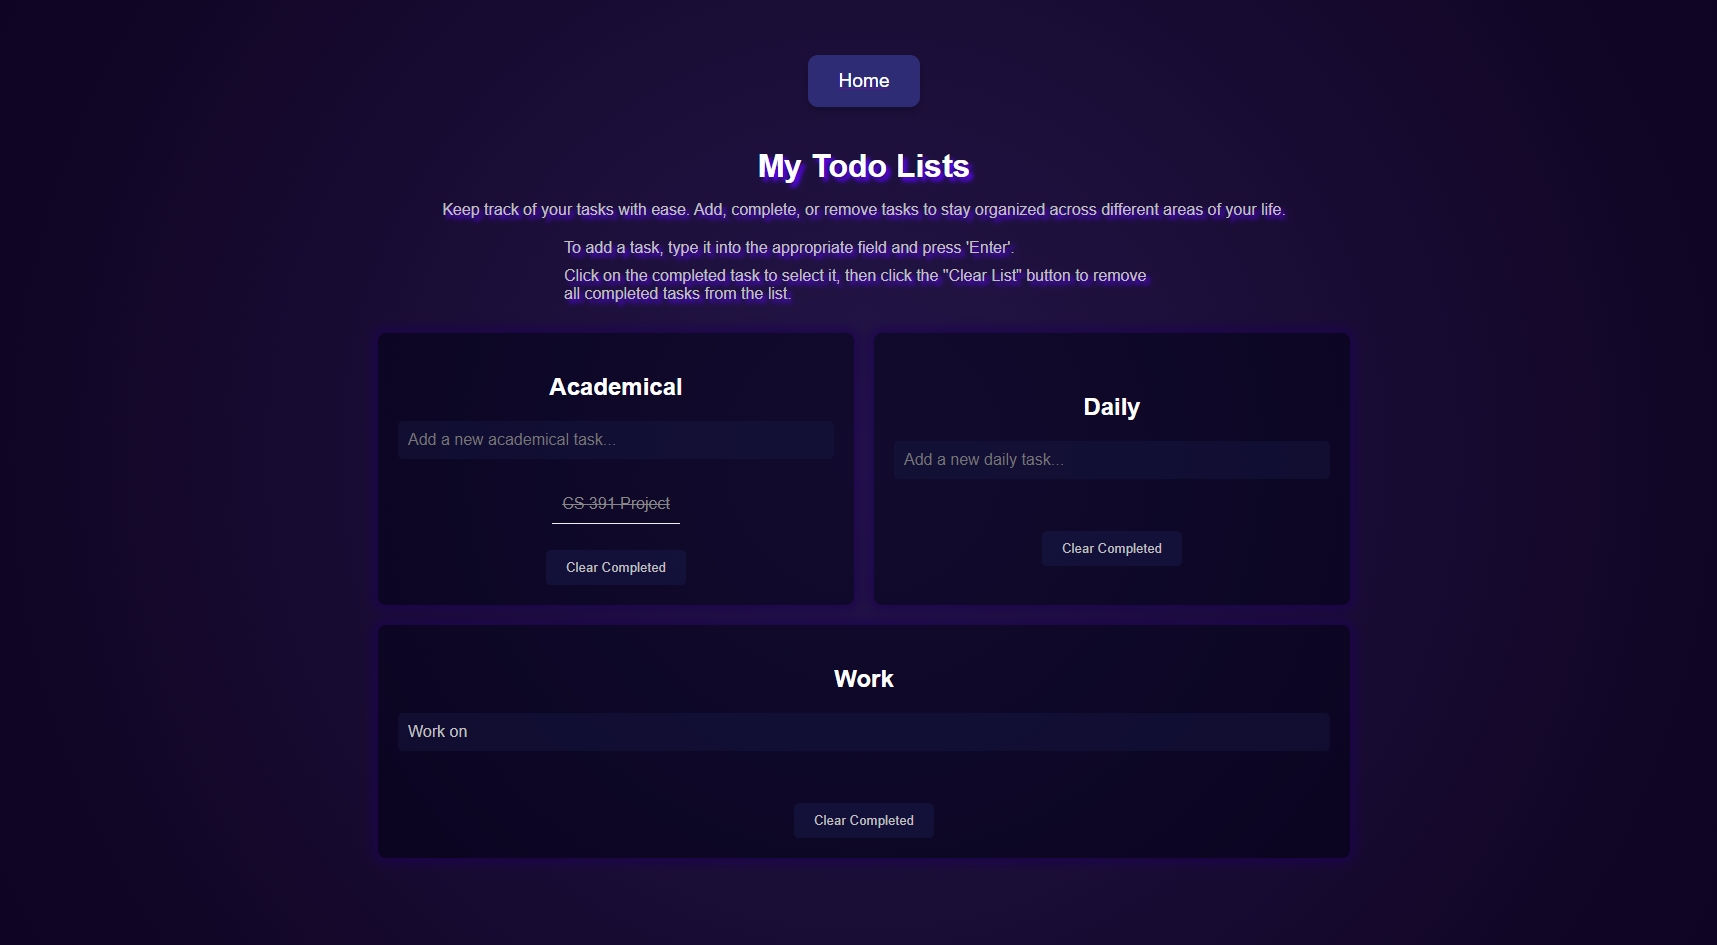 Home
My Todo Lists
Keep track of your tasks with ease. Add, complete, or remove tasks to stay organized across different areas of your life.
To add a task, type it into the appropriate field and press 'Enter'.
Click on the completed task to select it, then click the "Clear List" button to remove
all completed tasks from the list.
Academical
Add a new academical task...
CS 391 Project
Clear Completed
Daily
Add a new daily task...
Clear Completed
Work
Work on
Clear Completed